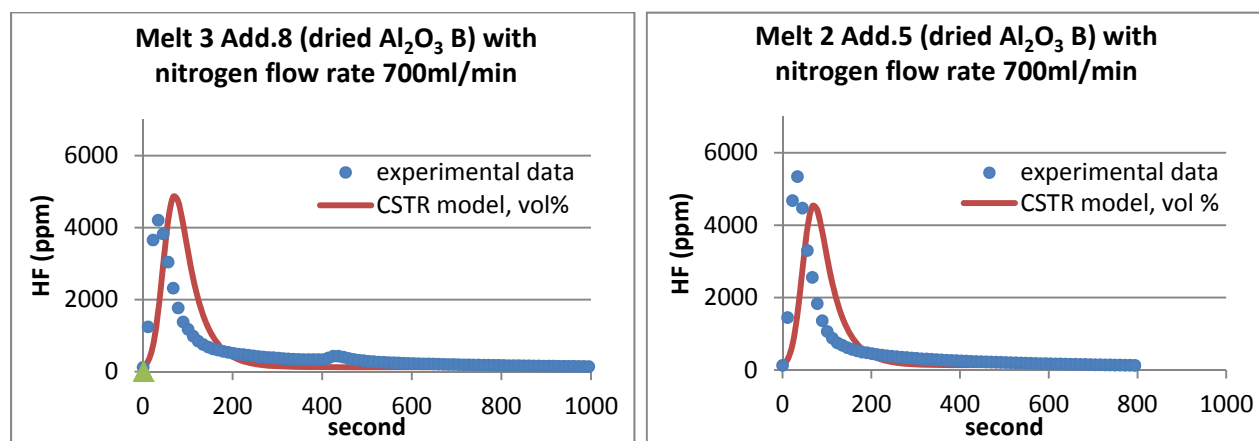 Melt 3 Add.8 (dried Al₂O₃ B) with
nitrogen flow rate 700ml/min
HF (ppm)
6000
4000
2000
0
experimental data
CSTR model, vol%
0 200 400 600 800 1000
second
Melt 2 Add.5 (dried Al₂O₃ B) with
nitrogen flow rate 700ml/min
HF (ppm)
6000
4000
2000
0
experimental data
CSTR model, vol %
0 200 400 600 800 1000
second